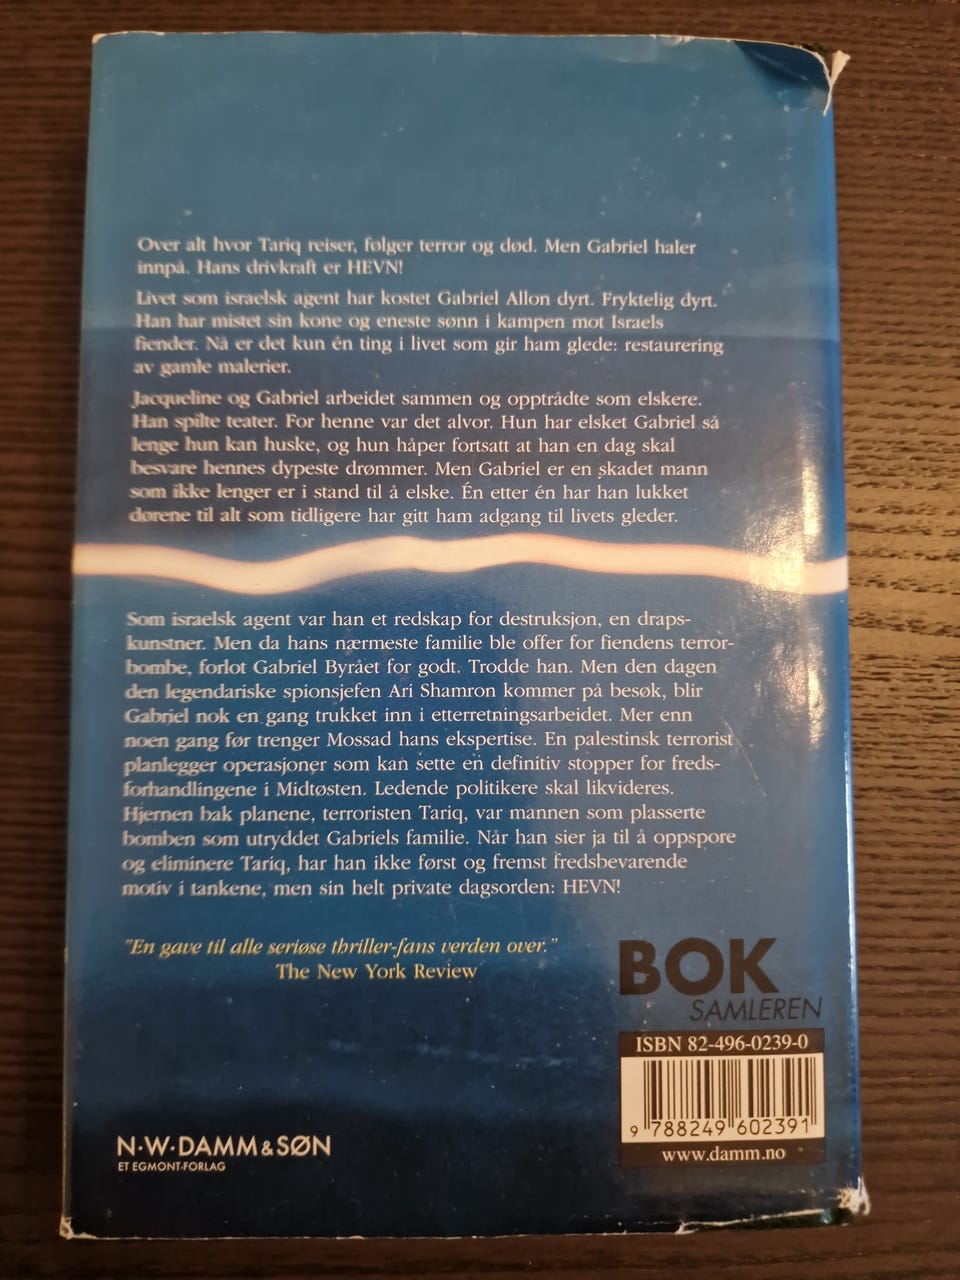 Over alt hvor Tariq reiser, følger terror og død. Men Gabriel haler
innpå. Hans drivkraft er HEVN!
Livet som israelsk agent har kostet Gabriel Allon dyrt. Fryktelig dyrt.
Han har mistet sin kone og eneste sønn i kampen mot Israels
fiender. Nå er det kun én ting i livet som gir ham glede: restaurering
av gamle malerier.
Jacqueline og Gabriel arbeidet sammen og opptrådte som elskere.
Han spilte teater. For henne var det alvor. Hun har elsket Gabriel så
lenge hun kan huske, og hun håper fortsatt at han en dag skal
besvare hennes dypeste drømmer. Men Gabriel er en skadet mann
som ikke lenger er i stand til å elske. Én etter én har han lukket
dørene til alt som tidligere har gitt ham adgang til livets gleder.
Som israelsk agent var han et redskap for destruksjon, en draps-
kunstner. Men da hans nærmeste familie ble offer for fiendens terror-
bombe, forlot Gabriel Byrået for godt. Trodde han. Men den dagen
den legendariske spionsjefen Ari Shamron kommer på besøk, blir
Gabriel nok en gang trukket inn i etterretningsarbeidet. Mer enn
noen gang før trenger Mossad hans ekspertise. En palestinsk terrorist
planlegger operasjoner som kan sette en definitiv stopper for freds-
forhandlingene i Midtøsten. Ledende politikere skal likvideres.
Hjernen bak planene, terroristen Tariq, var mannen som plasserte
bomben som utryddet Gabriels familie. Når han sier ja til å oppspore
og eliminere Tariq, har han ikke først og fremst fredsbevarende
motiv i tankene, men sin helt private dagsorden: HEVN!
"En gave til alle seriøse thriller-fans verden over."
The New York Review
BOK
SAMLEREN
ISBN 82-496-0239-0
9 788249 602391
www.damm.no
N·W·DAMM & SØN
ET EGMONT-FORLAG